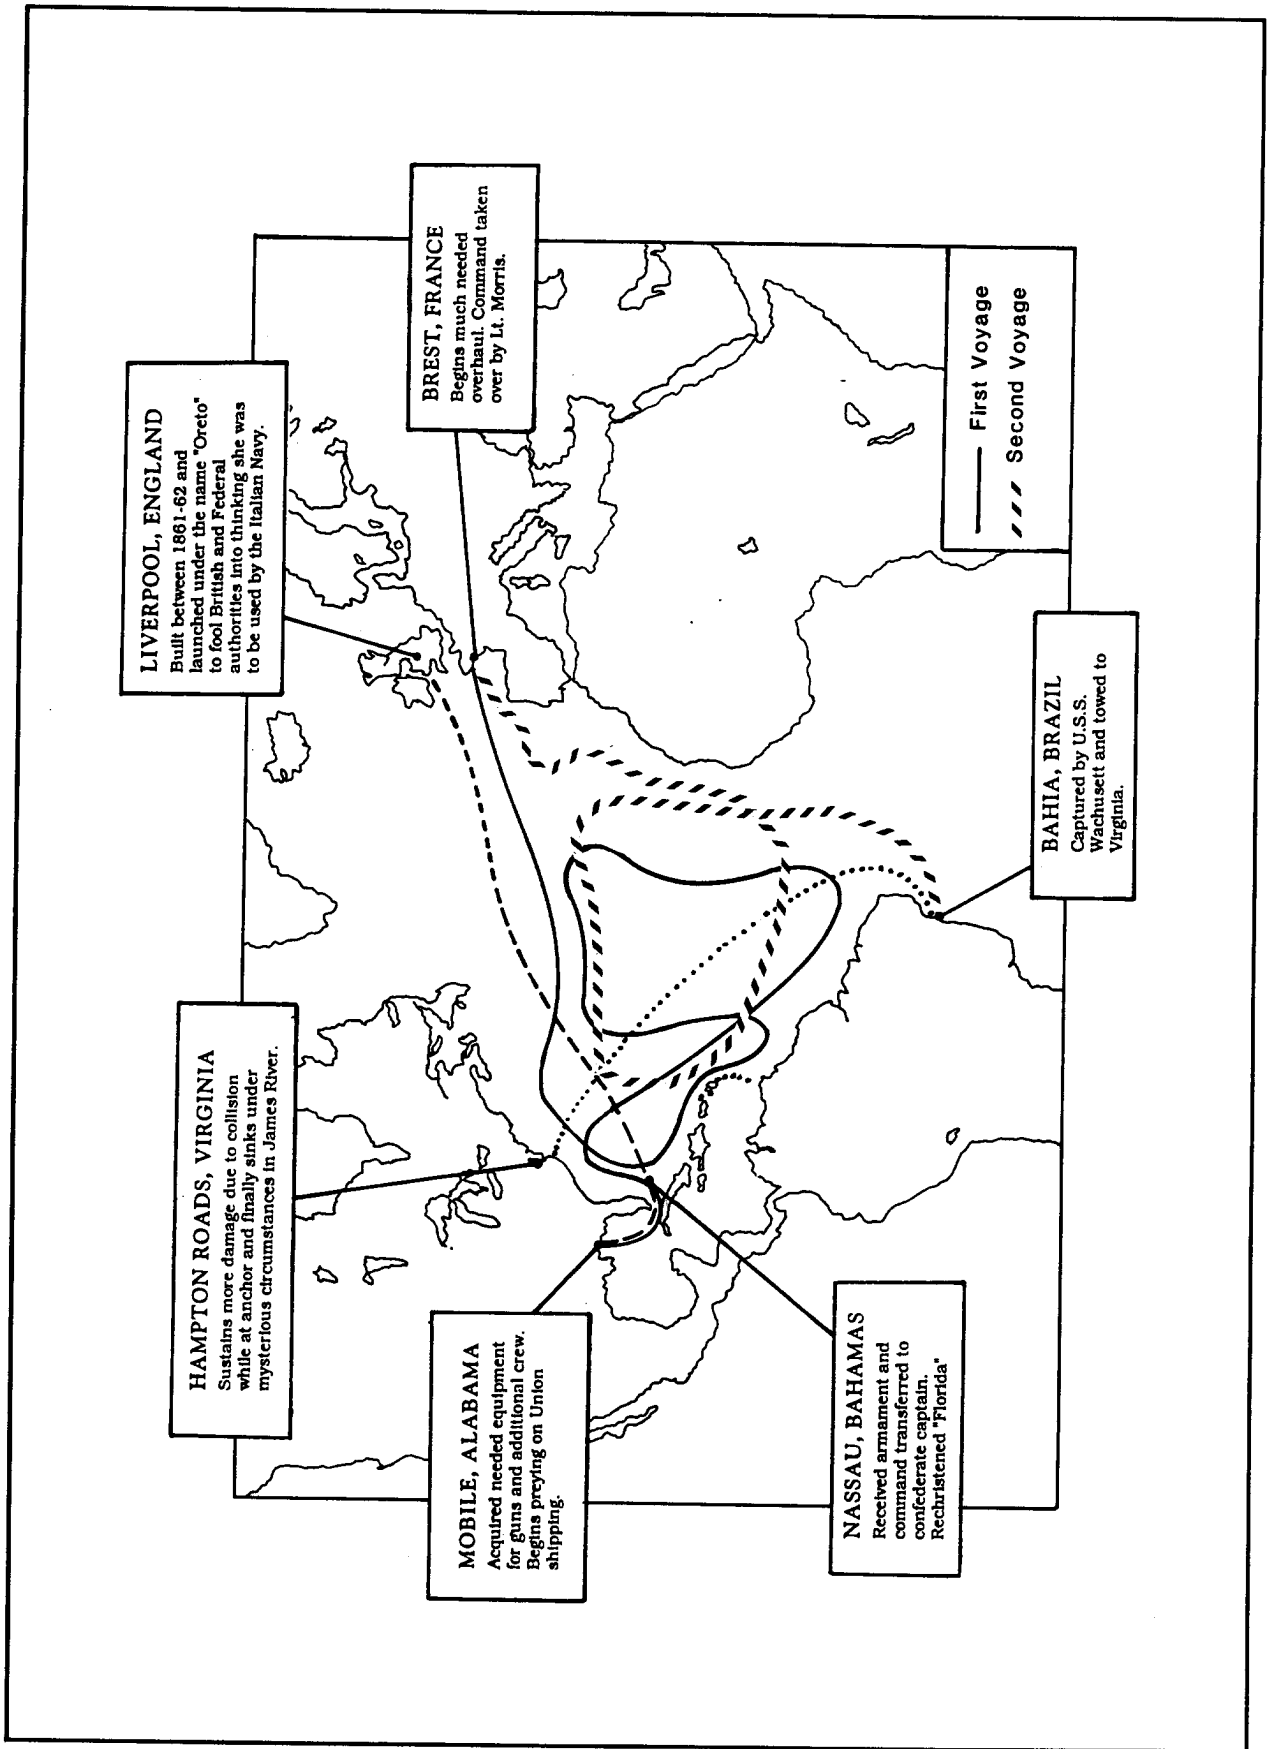 HAMPTON ROADS, VIRGINIA
Sustains more damage due to collision
while at anchor and finally sinks under
mysterious circumstances in James River.
LIVERPOOL, ENGLAND
Built between 1861-62 and
launched under the name "Oreto"
to fool British and Federal
authorities into thinking she was
to be used by the Italian Navy.
BREST, FRANCE
Begins much needed
overhaul. Command taken
over by Lt. Morris.
MOBILE, ALABAMA
Acquired needed equipment
for guns and additional crew.
Begins preying on Union
shipping.
NASSAU, BAHAMAS
Received armament and
command transferred to
confederate captain.
Rechristened "Florida"
BAHIA, BRAZIL
Captured by U.S.S.
Wachusett and towed to
Virginia.
First Voyage
Second Voyage